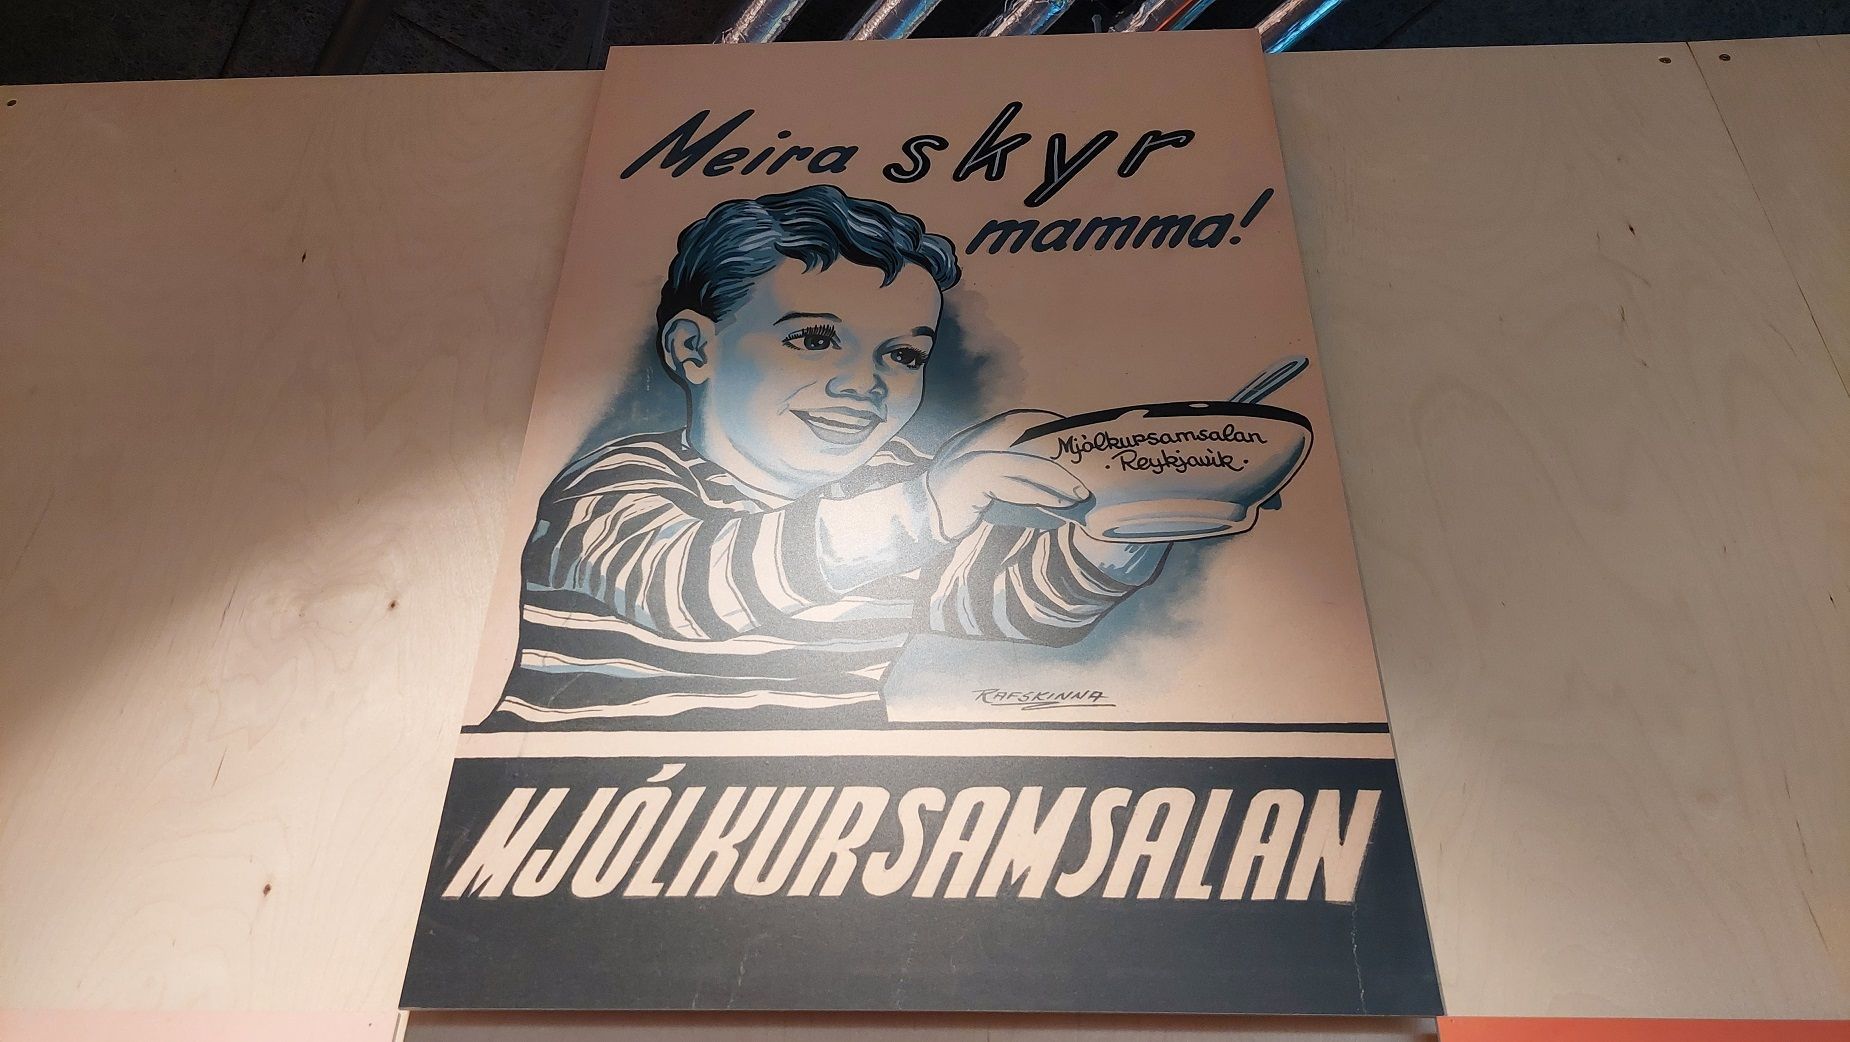 Meira skyr
mamma!
Mjólkursamsalan
· Reykjavík ·
RAFSKINNA
MJÓLKURSAMSALAN